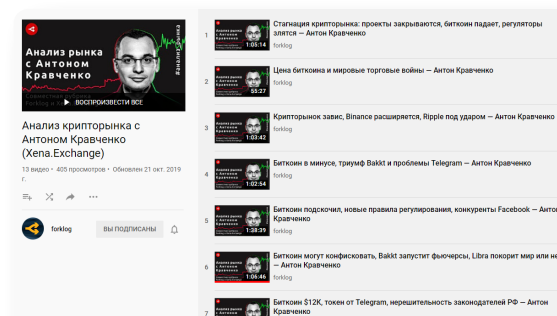 Анализ рынка
с Антоном
Кравченко
#анализ_рынка
Совместная рубрика
ВОСПРОИЗВЕСТИ ВСЕ
Анализ крипторынка с
Антоном Кравченко
(Xena.Exchange)
13 видео • 405 просмотров • Обновлен 21 окт. 2019
г.
forklog
ВЫ ПОДПИСАНЫ
1
1:05:14
Стагнация крипторынка: проекты закрываются, биткоин падает, регуляторы
злятся — Антон Кравченко
forklog
2
55:27
Цена биткоина и мировые торговые войны — Антон Кравченко
forklog
3
1:03:42
Крипторынок завис, Binance расширяется, Ripple под ударом — Антон Кравченко
forklog
4
1:02:54
Биткоин в минусе, триумф Bakkt и проблемы Telegram — Антон Кравченко
forklog
5
1:38:39
Биткоин подскочил, новые правила регулирования, конкуренты Facebook — Антон
Кравченко
forklog
6
1:06:46
Биткоин могут конфисковать, Bakkt запустит фьючерсы, Libra покорит мир или не
— Антон Кравченко
forklog
7
Биткоин $12K, токен от Telegram, нерешительность законодателей РФ — Антон
Кравченко